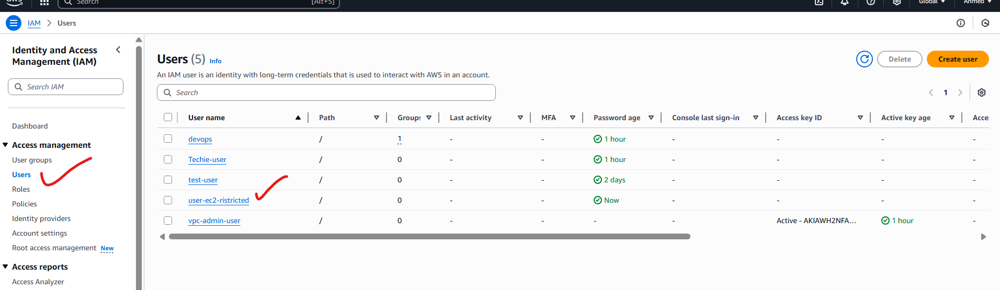 aws
Search
[Alt+S]
Global
Ahmed
IAM > Users
Identity and Access
Management (IAM)
Search IAM
Dashboard
Access management
User groups
Users
Roles
Policies
Identity providers
Account settings
Root access management New
Access reports
Access Analyzer
Users (5) Info
An IAM user is an identity with long-term credentials that is used to interact with AWS in an account.
Delete
Create user
Search
1
User name Path Groups Last activity MFA Password age Console last sign-in Access key ID Active key age Acces
devops / 1 - - 1 hour - - - -
Techie-user / 0 - - 1 hour - - - -
test-user / 0 - - 2 days - - - -
user-ec2-ristricted / 0 - - Now - - - -
vpc-admin-user / 0 - - - - Active - AKIAWH2NFA... 1 hour -